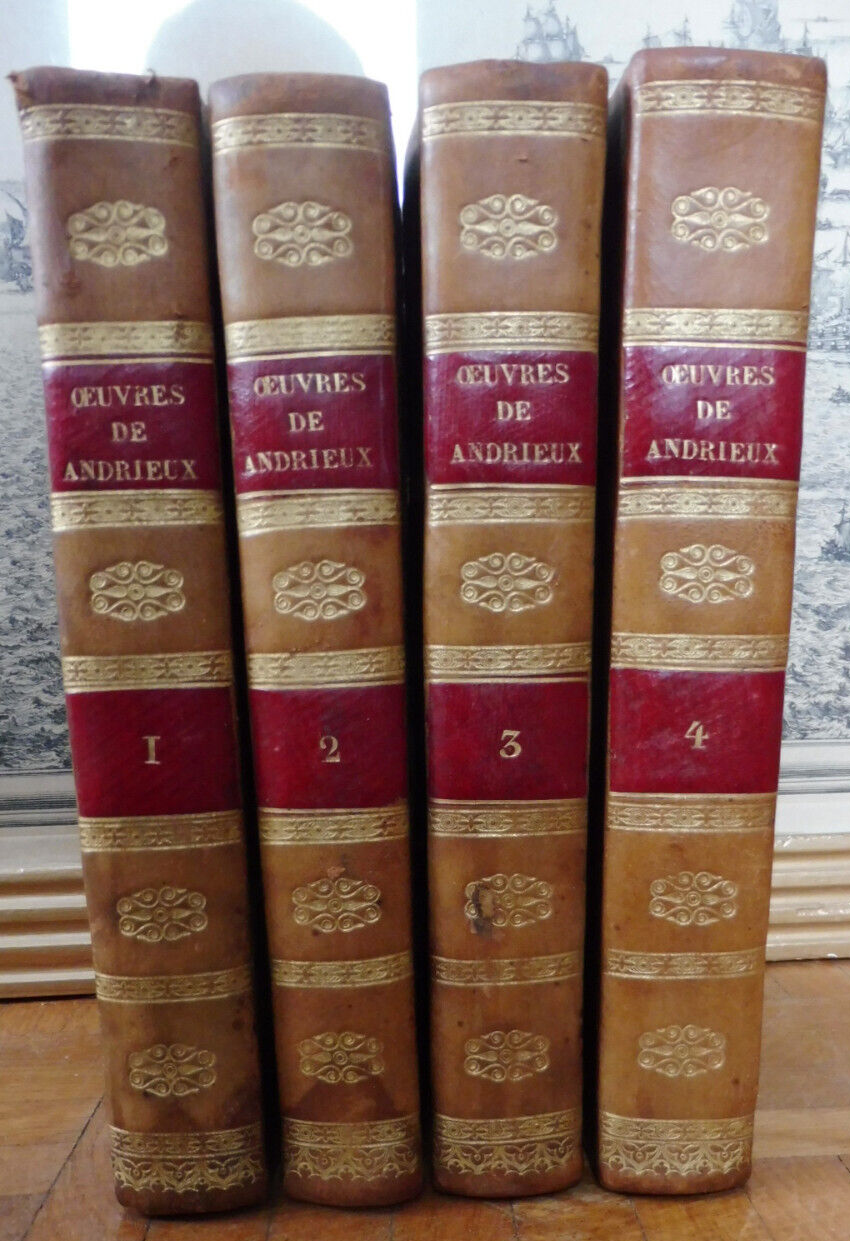 ŒUVRES
DE
ANDRIEUX
I
ŒUVRES
DE
ANDRIEUX
2
ŒUVRES
DE
ANDRIEUX
3
ŒUVRES
DE
ANDRIEUX
4